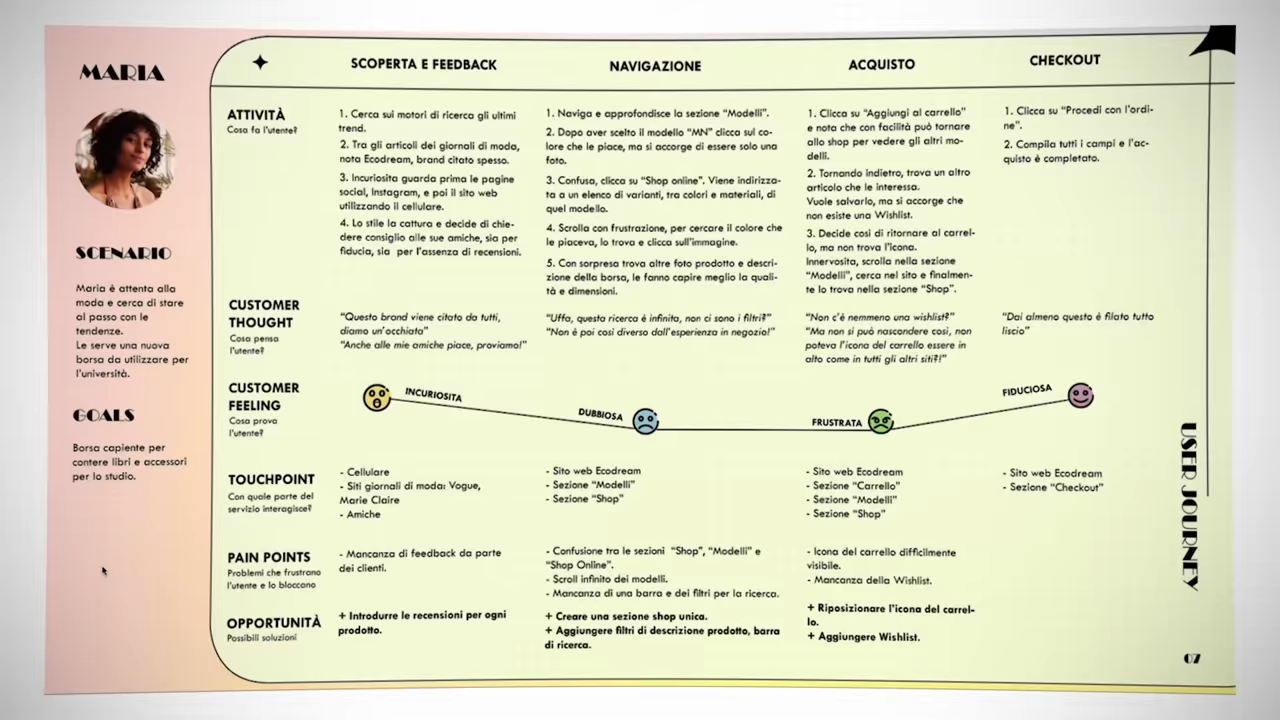 MARIA
SCENARIO
Maria è attenta alla
moda e cerca di stare
al passo con le
tendenze.
Le serve una nuova
borsa da utilizzare per
l'università.
GOALS
Borsa capiente per
contere libri e accessori
per lo studio.
SCOPERTA E FEEDBACK
NAVIGAZIONE
ACQUISTO
CHECKOUT
ATTIVITÀ
Cosa fa l'utente?
1. Cerca sui motori di ricerca gli ultimi
trend.
2. Tra gli articoli dei giornali di moda,
nota Ecodream, brand citato spesso.
3. Incuriosita guarda prima le pagine
social, Instagram, e poi il sito web
utilizzando il cellulare.
4. Lo stile la cattura e decide di chie-
dere consiglio alle sue amiche, sia per
fiducia, sia per l'assenza di recensioni.
1. Naviga e approfondisce la sezione "Modelli".
2. Dopo aver scelto il modello "MN" clicca sul co-
lore che le piace, ma si accorge di essere solo una
foto.
3. Confusa, clicca su "Shop online". Viene indirizza-
ta a un elenco di varianti, tra colori e materiali, di
quel modello.
4. Scrolla con frustrazione, per cercare il colore che
le piaceva, lo trova e clicca sull'immagine.
5. Con sorpresa trova altre foto prodotto e descri-
zione della borsa, le fanno capire meglio la quali-
tà e dimensioni.
1. Clicca su "Aggiungi al carrello"
e nota che con facilità può tornare
allo shop per vedere gli altri mo-
delli.
2. Tornando indietro, trova un altro
articolo che le interessa.
Vuole salvarlo, ma si accorge che
non esiste una Wishlist.
3. Decide così di ritornare al carrel-
lo, ma non trova l'icona.
Innervosita, scrolla nella sezione
"Modelli", cerca nel sito e finalmen-
te lo trova nella sezione "Shop".
1. Clicca su "Procedi con l'ordi-
ne".
2. Compila tutti i campi e l'ac-
quisto è completato.
CUSTOMER
THOUGHT
Cosa pensa
l'utente?
"Questo brand viene citato da tutti,
diamo un'occhiata"
"Anche alle mie amiche piace, proviamo!"
"Uffa, questa ricerca è infinita, non ci sono i filtri?"
"Non è poi così diverso dall'esperienza in negozio!"
"Non c'è nemmeno una wishlist?"
"Ma non si può nascondere così, non
poteva l'icona del carrello essere in
alto come in tutti gli altri siti?!"
"Dai almeno questo è filato tutto
liscio"
CUSTOMER
FEELING
Cosa prova
l'utente?
INCURIOSITA
DUBBIOSA
FRUSTRATA
FIDUCIOSA
TOUCHPOINT
Con quale parte del
servizio interagisce?
- Cellulare
- Siti giornali di moda: Vogue,
Marie Claire
- Amiche
- Sito web Ecodream
- Sezione "Modelli"
- Sezione "Shop"
- Sito web Ecodream
- Sezione "Carrello"
- Sezione "Modelli"
- Sezione "Shop"
- Sito web Ecodream
- Sezione "Checkout"
PAIN POINTS
Problemi che frustrano
l'utente e lo bloccano
- Mancanza di feedback da parte
dei clienti.
- Confusione tra le sezioni "Shop", "Modelli" e
"Shop Online".
- Scroll infinito dei modelli.
- Mancanza di una barra e dei filtri per la ricerca.
- Icona del carrello difficilmente
visibile.
- Mancanza della Wishlist.
OPPORTUNITÀ
Possibili soluzioni
+ Introdurre le recensioni per ogni
prodotto.
+ Creare una sezione shop unica.
+ Aggiungere filtri di descrizione prodotto, barra
di ricerca.
+ Riposizionare l'icona del carrel-
lo.
+ Aggiungere Wishlist.
USER JOURNEY
07